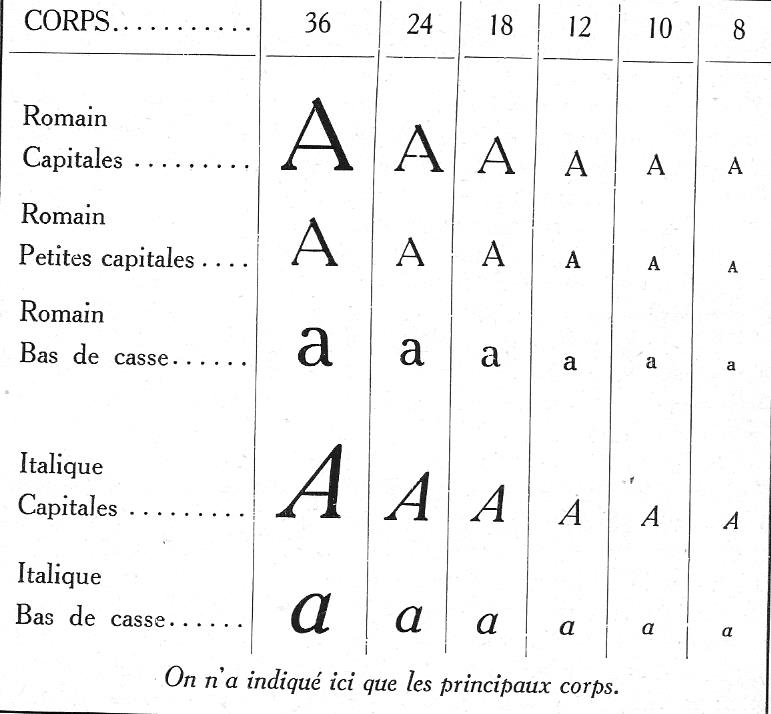 CORPS............ 36 24 18 12 10 8
Romain
Capitales ......... A A A A A A
Romain
Petites capitales .... A A A A A A
Romain
Bas de casse...... a a a a a a
Italique
Capitales ......... A A A A A A
Italique
Bas de casse...... a a a a a a
On n'a indiqué ici que les principaux corps.